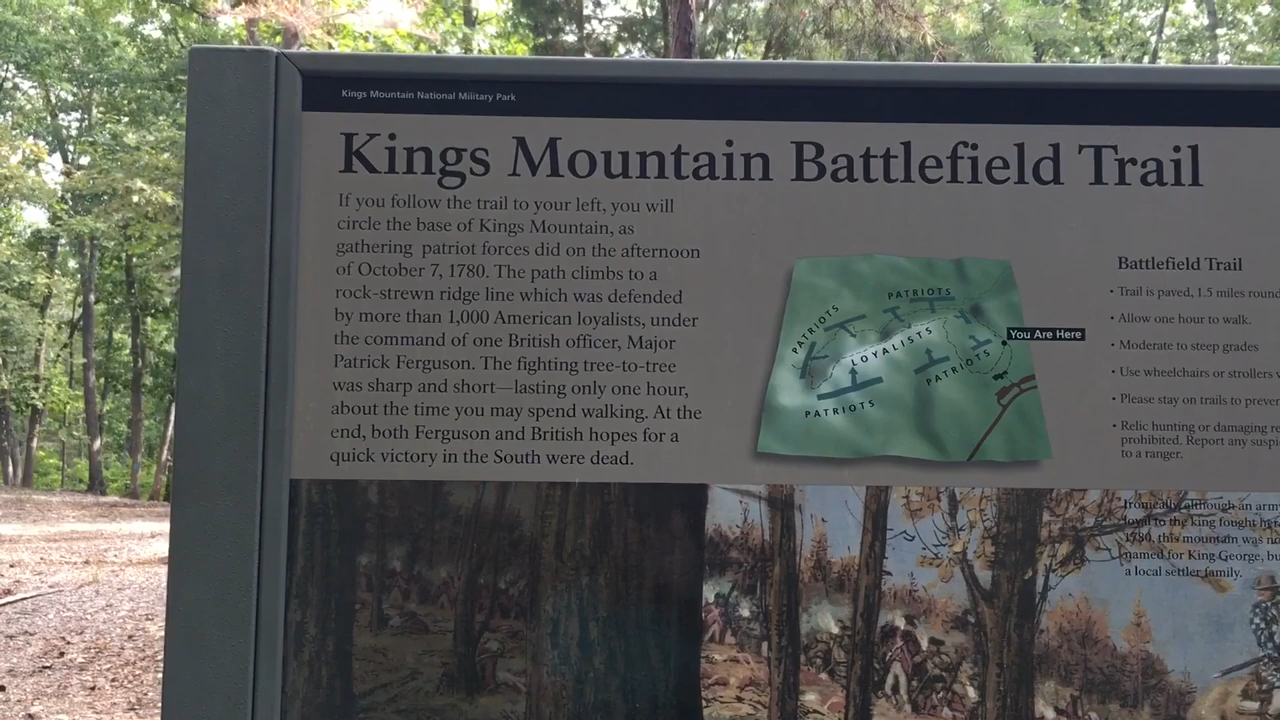 Kings Mountain National Military Park
Kings Mountain Battlefield Trail
If you follow the trail to your left, you will
circle the base of Kings Mountain, as
gathering patriot forces did on the afternoon
of October 7, 1780. The path climbs to a
rock-strewn ridge line which was defended
by more than 1,000 American loyalists, under
the command of one British officer, Major
Patrick Ferguson. The fighting tree-to-tree
was sharp and short—lasting only one hour,
about the time you may spend walking. At the
end, both Ferguson and British hopes for a
quick victory in the South were dead.
PATRIOTS
PATRIOTS
LOYALISTS
PATRIOTS
PATRIOTS
You Are Here
Battlefield Trail
• Trail is paved, 1.5 miles round
• Allow one hour to walk.
• Moderate to steep grades
• Use wheelchairs or strollers
• Please stay on trails to
• Relic hunting or damaging
prohibited. Report any
to a ranger.
Ironically, although an
loyal to the king fought
1780, this mountain was
named for King George,
a local settler family.